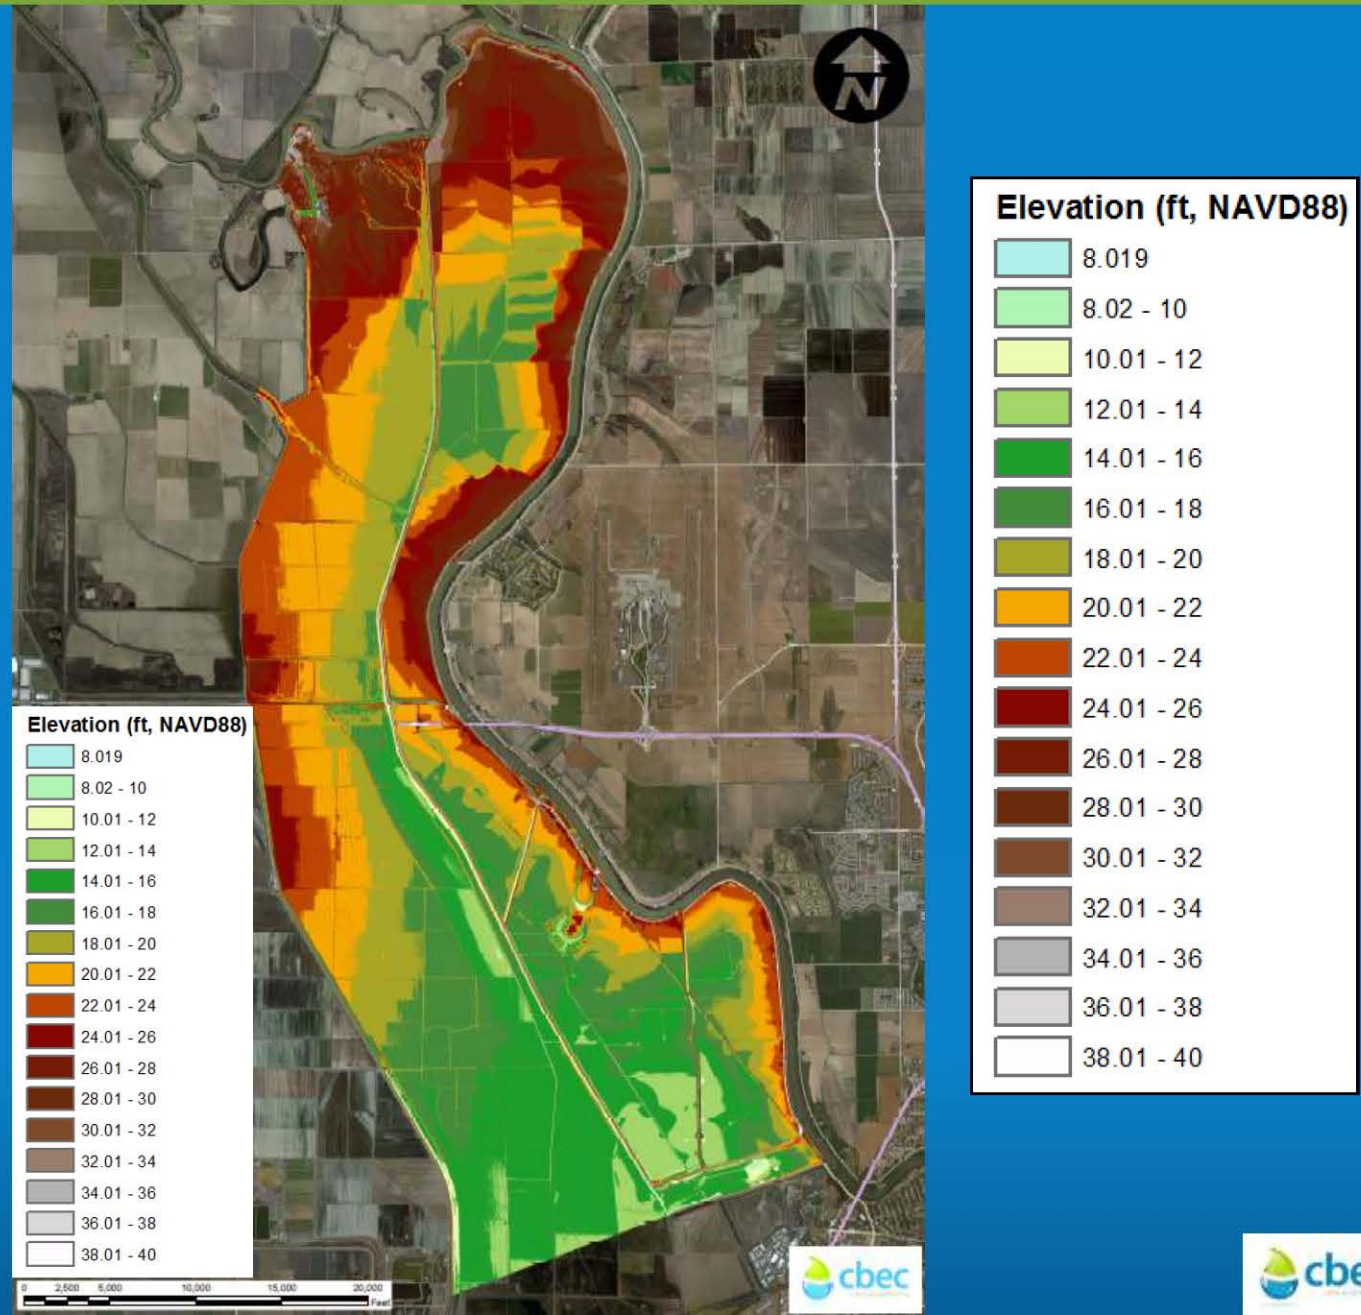 N
Elevation (ft, NAVD88)
8.019
8.02 - 10
10.01 - 12
12.01 - 14
14.01 - 16
16.01 - 18
18.01 - 20
20.01 - 22
22.01 - 24
24.01 - 26
26.01 - 28
28.01 - 30
30.01 - 32
32.01 - 34
34.01 - 36
36.01 - 38
38.01 - 40
0 2,500 5,000 10,000 15,000 20,000
Feet
cbec
Elevation (ft, NAVD88)
8.019
8.02 - 10
10.01 - 12
12.01 - 14
14.01 - 16
16.01 - 18
18.01 - 20
20.01 - 22
22.01 - 24
24.01 - 26
26.01 - 28
28.01 - 30
30.01 - 32
32.01 - 34
34.01 - 36
36.01 - 38
38.01 - 40
cbe